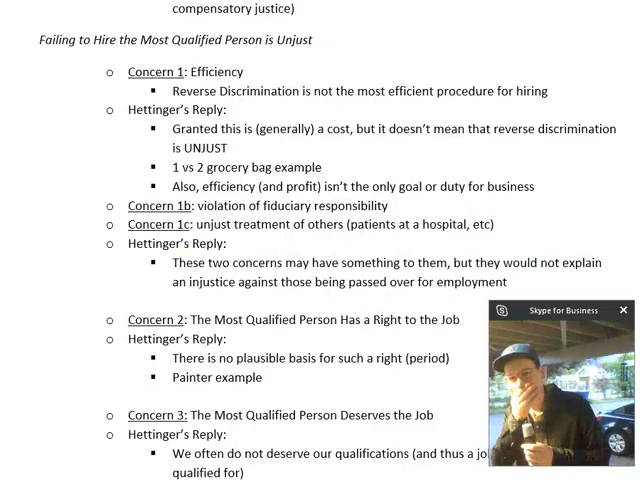 compensatory justice)
Failing to Hire the Most Qualified Person is Unjust
o Concern 1: Efficiency
▪ Reverse Discrimination is not the most efficient procedure for hiring
o Hettinger's Reply:
▪ Granted this is (generally) a cost, but it doesn't mean that reverse discrimination
is UNJUST
▪ 1 vs 2 grocery bag example
▪ Also, efficiency (and profit) isn't the only goal or duty for business
o Concern 1b: violation of fiduciary responsibility
o Concern 1c: unjust treatment of others (patients at a hospital, etc)
o Hettinger's Reply:
▪ These two concerns may have something to them, but they would not explain
an injustice against those being passed over for employment
Skype for Business
o Concern 2: The Most Qualified Person Has a Right to the Job
o Hettinger's Reply:
▪ There is no plausible basis for such a right (period)
▪ Painter example
o Concern 3: The Most Qualified Person Deserves the Job
o Hettinger's Reply:
▪ We often do not deserve our qualifications (and thus a jo
qualified for)